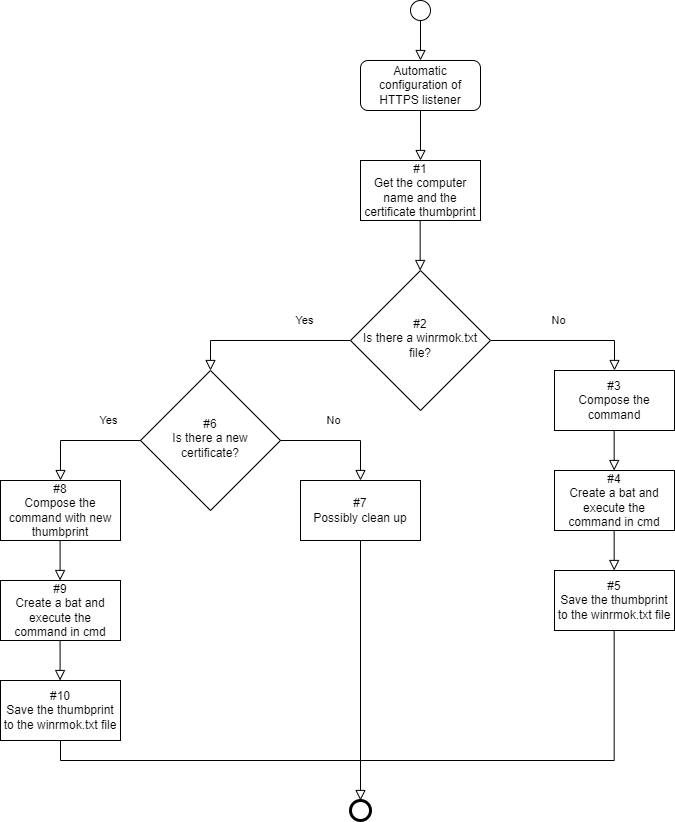 Automatic
configuration of
HTTPS listener
#1
Get the computer
name and the
certificate thumbprint
#2
Is there a winrmok.txt
file?
Yes
No
#3
Compose the
command
#4
Create a bat and
execute the
command in cmd
#5
Save the thumbprint
to the winrmok.txt file
#6
Is there a new
certificate?
Yes
No
#7
Possibly clean up
#8
Compose the
command with new
thumbprint
#9
Create a bat and
execute the
command in cmd
#10
Save the thumbprint
to the winrmok.txt file